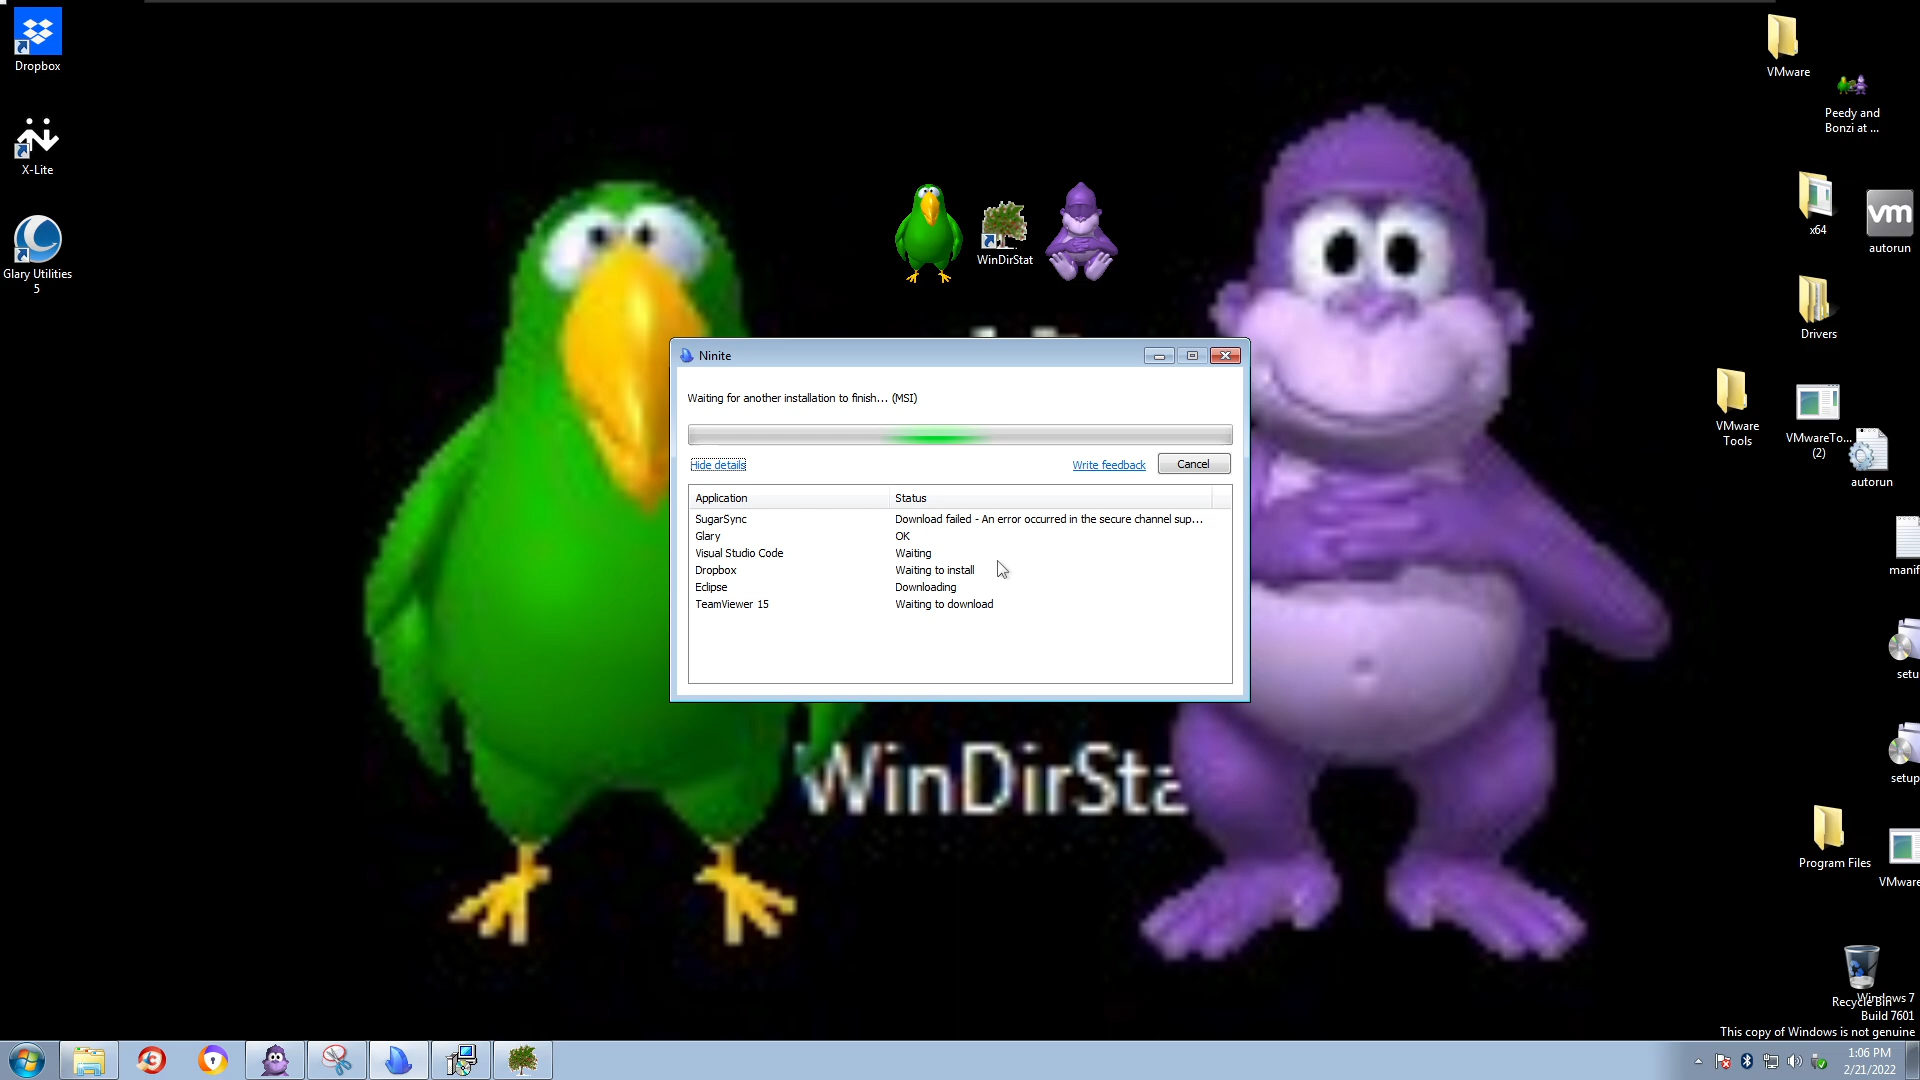 Dropbox
X-Lite
Glary Utilities
5
WinDirStat
VMware
Peedy and
Bonzi at ...
x64
vm
autorun
Drivers
VMware
Tools
VMwareTo...
(2)
autorun
manif
setu
setup
Program Files
VMware
Recycle Bin
Ninite
Waiting for another installation to finish... (MSI)
Hide details
Write feedback
Cancel
Application Status
SugarSync Download failed - An error occurred in the secure channel sup...
Glary OK
Visual Studio Code Waiting
Dropbox Waiting to install
Eclipse Downloading
TeamViewer 15 Waiting to download
WinDirSta
Windows 7
Build 7601
This copy of Windows is not genuine
1:06 PM
2/21/2022